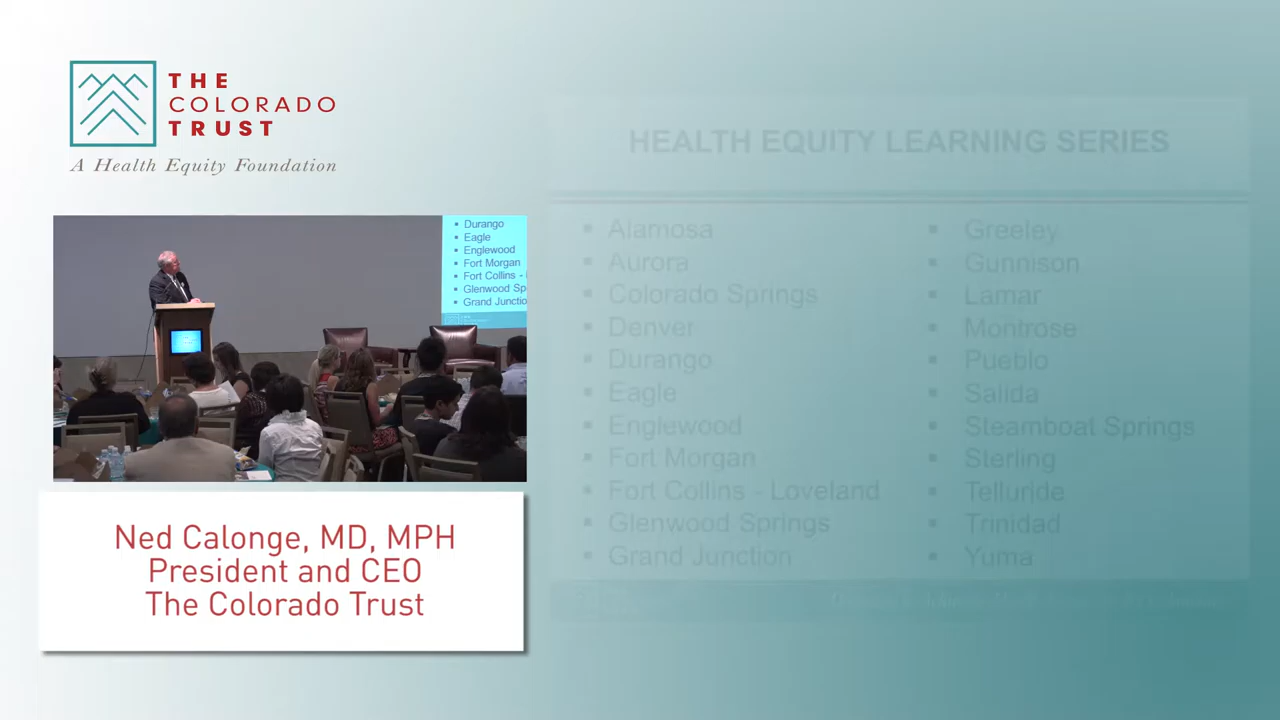 THE
COLORADO
TRUST
A Health Equity Foundation
Durango
Eagle
Englewood
Fort Morgan
Fort Collins -
Glenwood Sp
Grand Junctio
Ned Calonge, MD, MPH
President and CEO
The Colorado Trust
HEALTH EQUITY LEARNING SERIES
Alamosa
Aurora
Colorado Springs
Denver
Durango
Eagle
Englewood
Fort Morgan
Fort Collins - Loveland
Glenwood Springs
Grand Junction
Greeley
Gunnison
Lamar
Montrose
Pueblo
Salida
Steamboat Springs
Sterling
Telluride
Trinidad
Yuma